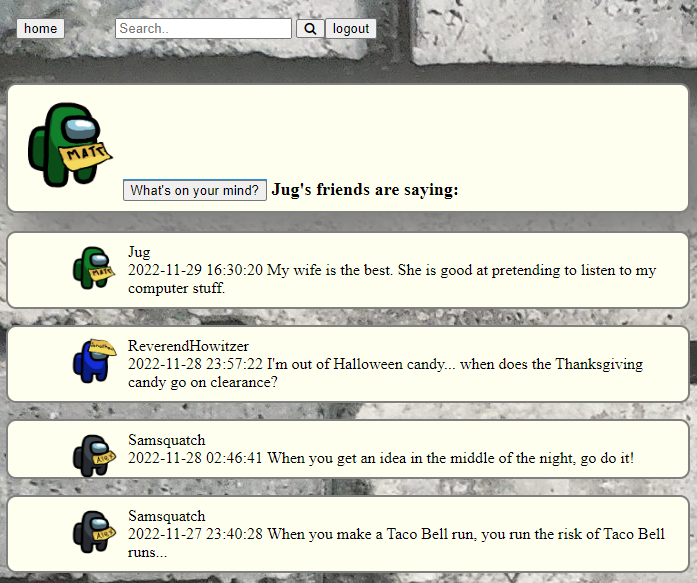 home Search.. logout
MATT
What's on your mind? Jug's friends are saying:
Jug
MATT
2022-11-29 16:30:20 My wife is the best. She is good at pretending to listen to my
computer stuff.
ReverendHowitzer
2022-11-28 23:57:22 I'm out of Halloween candy... when does the Thanksgiving
candy go on clearance?
Samsquatch
ALEX
2022-11-28 02:46:41 When you get an idea in the middle of the night, go do it!
Samsquatch
ALEX
2022-11-27 23:40:28 When you make a Taco Bell run, you run the risk of Taco Bell
runs...